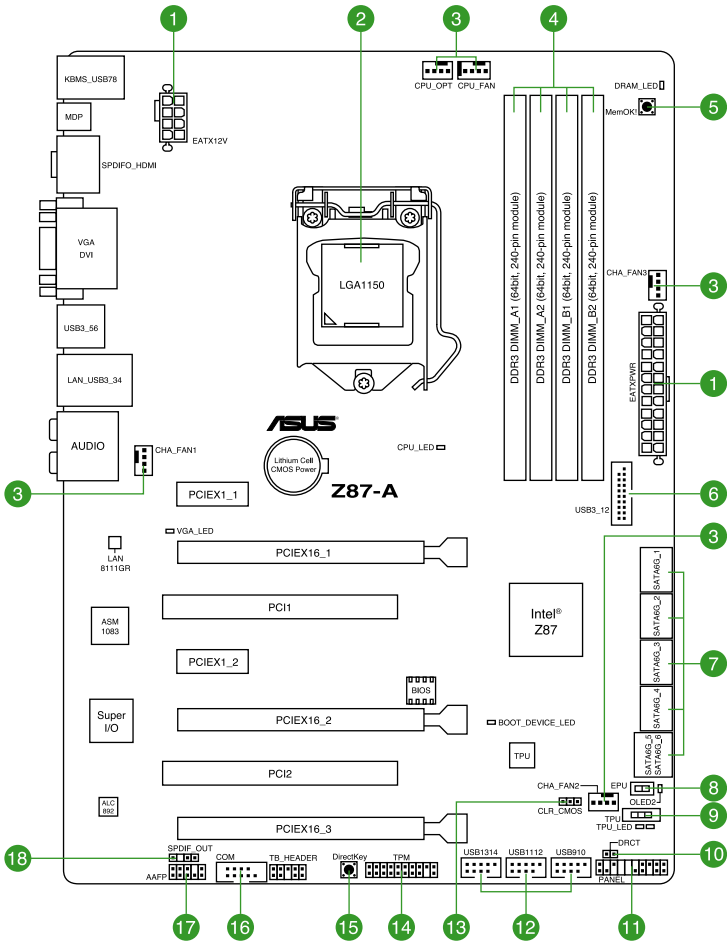 1
2
3
4
KBMS_USB78
CPU_OPT
CPU_FAN
DRAM_LED
MDP
MemOK!
5
EATX12V
SPDIFO_HDMI
VGA
DVI
LGA1150
DDR3 DIMM_A1 (64bit, 240-pin module)
DDR3 DIMM_A2 (64bit, 240-pin module)
DDR3 DIMM_B1 (64bit, 240-pin module)
DDR3 DIMM_B2 (64bit, 240-pin module)
CHA_FAN3
3
USB3_56
LAN_USB3_34
EATXPWR
1
ASUS
AUDIO
CHA_FAN1
CPU_LED
Lithium Cell
CMOS Power
3
PCIEX1_1
Z87-A
6
USB3_12
VGA_LED
3
LAN
8111GR
PCIEX16_1
SATA6G_1
PCI1
SATA6G_2
ASM
1083
Intel®
Z87
PCIEX1_2
SATA6G_3
7
BIOS
SATA6G_4
Super
I/O
PCIEX16_2
BOOT_DEVICE_LED
SATA6G_5
SATA6G_6
TPU
PCI2
CHA_FAN2
EPU
8
ALC
892
CLR_CMOS
OLED2
PCIEX16_3
13
TPU
9
TPU_LED
DRCT
SPDIF_OUT
18
COM
TB_HEADER
DirectKey
TPM
USB1314
USB1112
USB910
10
AAFP
PANEL
17
16
15
14
12
11